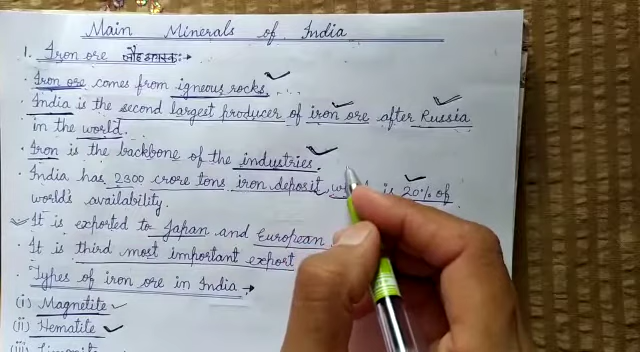 Main Minerals of India
1. Iron ore लौह अयस्क :→
· Iron ore comes from igneous rocks, ...
· India is the second largest producer of iron ore after Russia
in the world.
· Iron is the backbone of the industries.
· India has 2300 crore tons iron deposit, is 20% of
world's availability.
· It is exported to Japan and European
· It is third most important export
· Types of iron ore in India →
(i) Magnetite
(ii) Hematite
(iii) Limonite